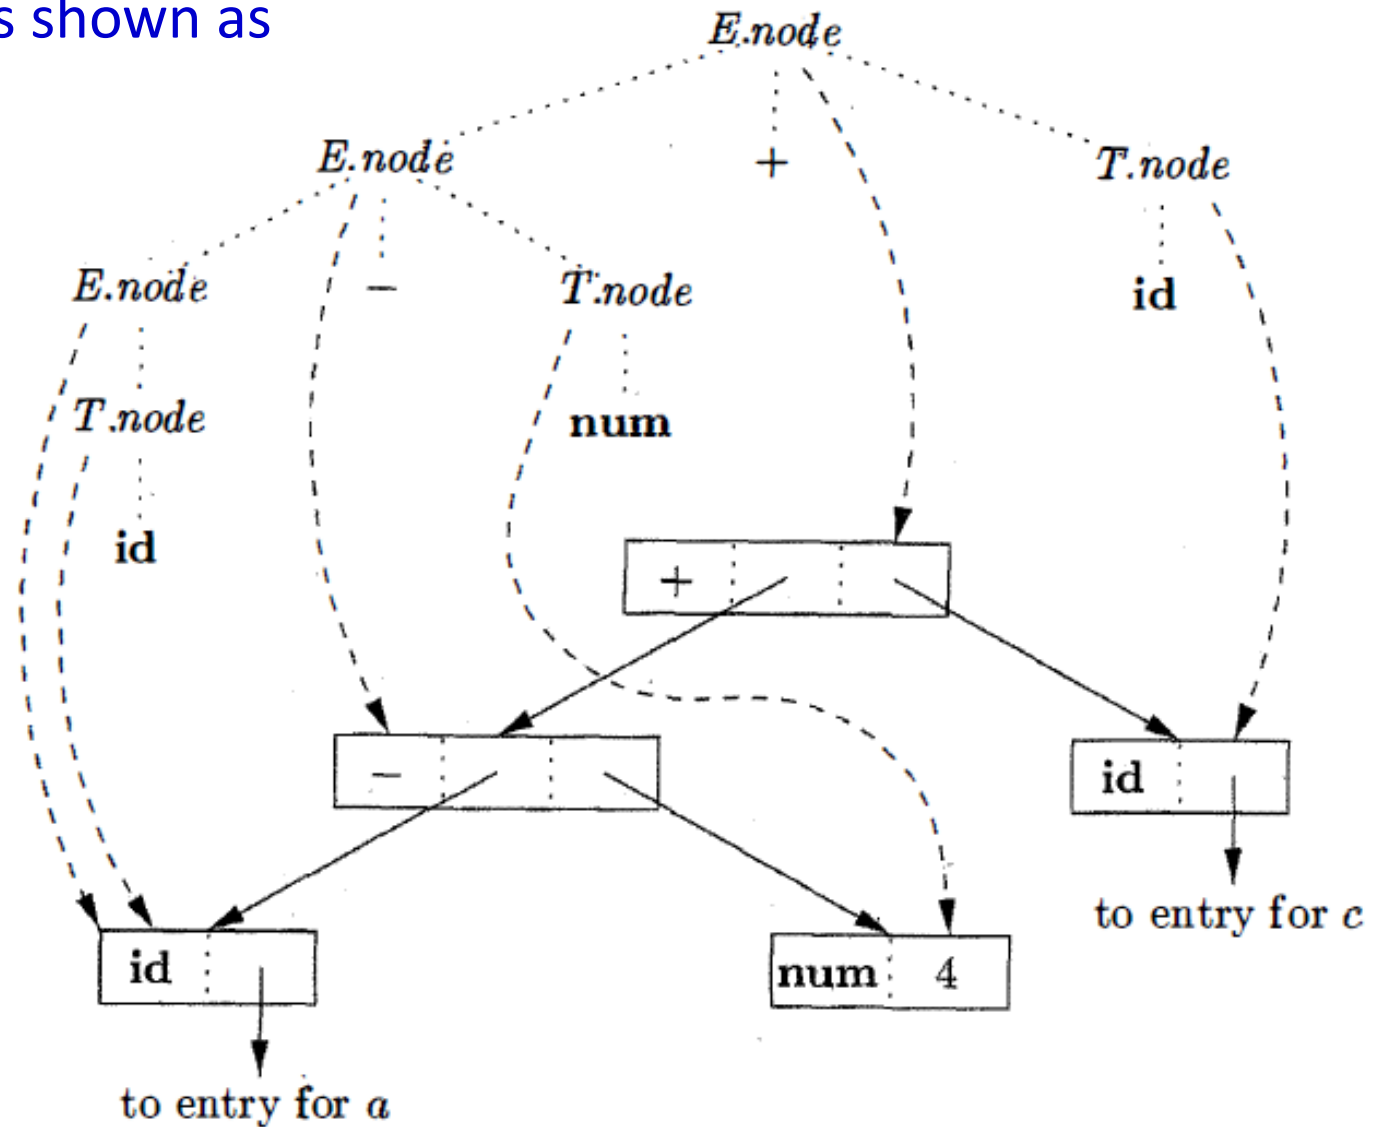 s shown as
E.node
E.node + T.node
E.node − T.node id
T.node num
id
+
− id
to entry for c
id num 4
to entry for a